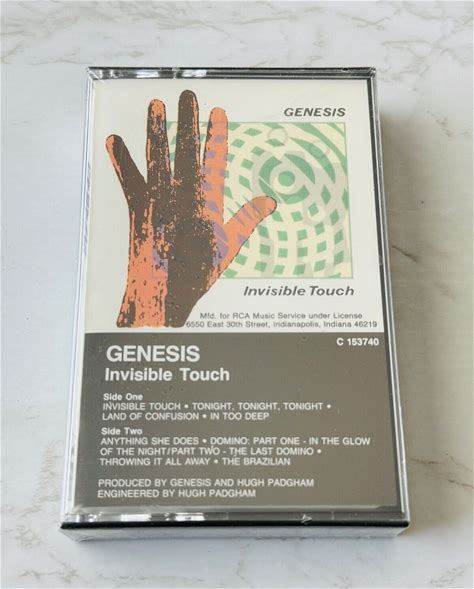 GENESIS
Invisible Touch
Mfd. for RCA Music Service under License
6550 East 30th Street, Indianapolis, Indiana 46219
C 153740
GENESIS
Invisible Touch
Side One
INVISIBLE TOUCH • TONIGHT, TONIGHT, TONIGHT •
LAND OF CONFUSION • IN TOO DEEP
Side Two
ANYTHING SHE DOES • DOMINO: PART ONE - IN THE GLOW
OF THE NIGHT/PART TWO - THE LAST DOMINO •
THROWING IT ALL AWAY • THE BRAZILIAN
PRODUCED BY GENESIS AND HUGH PADGHAM
ENGINEERED BY HUGH PADGHAM